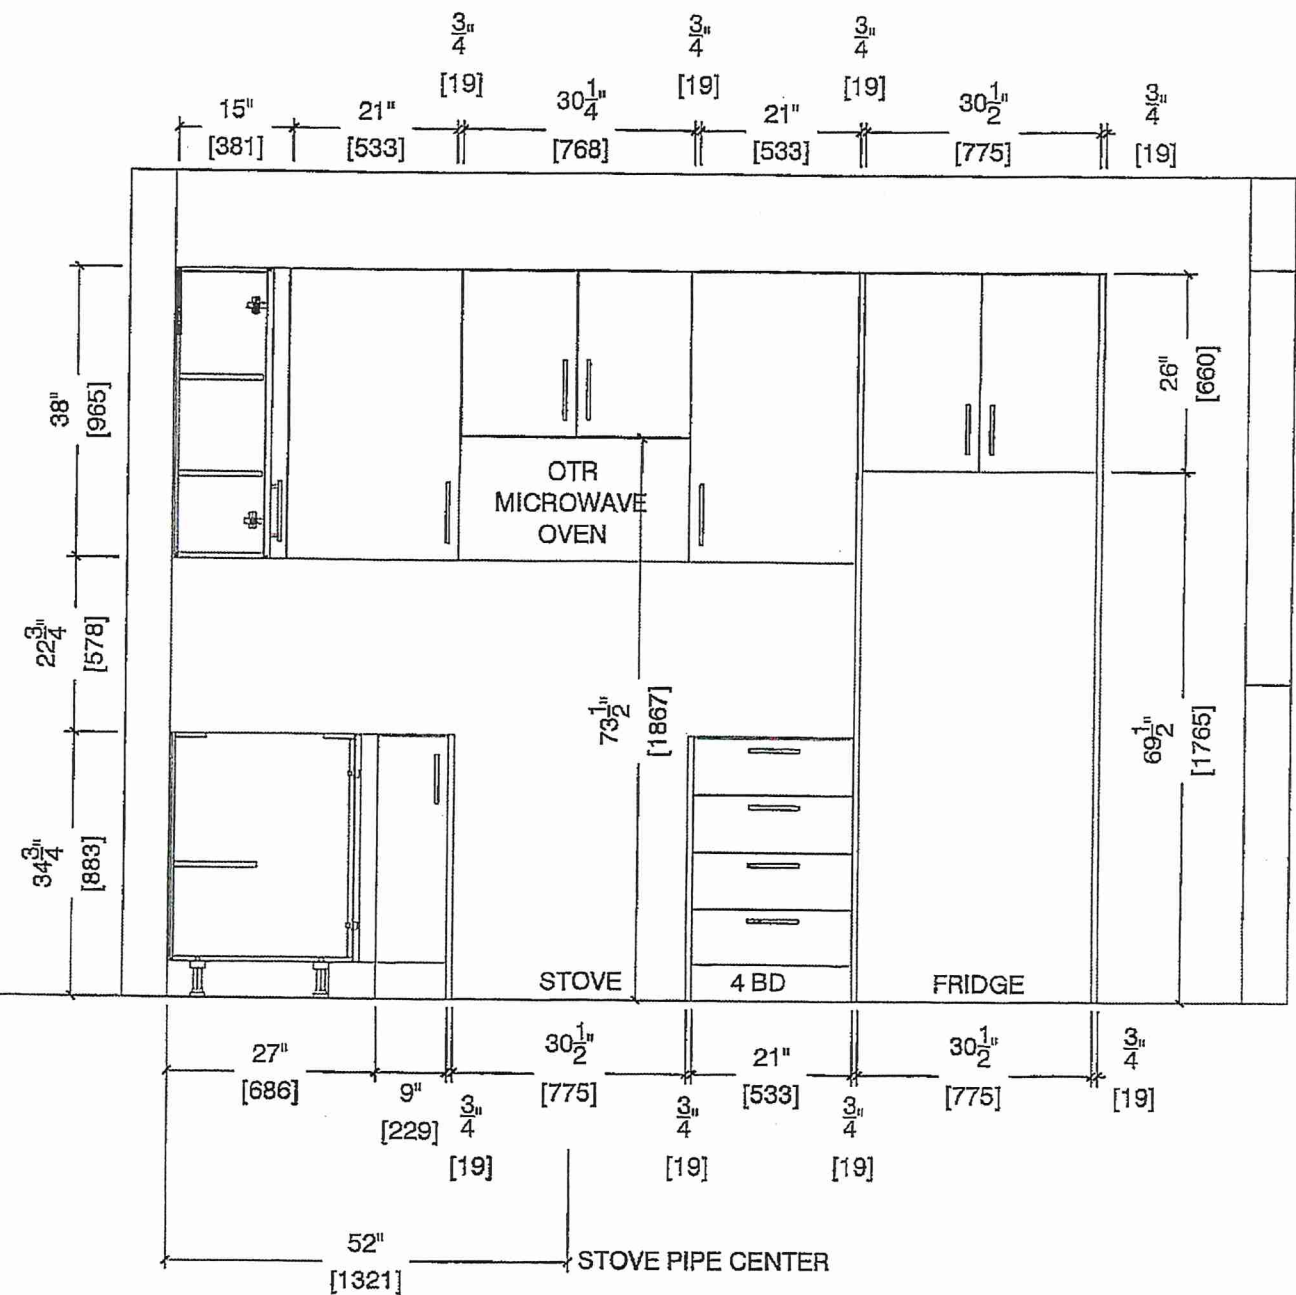 3/4" 3/4" 3/4"
[19] [19] [19]
15" 21" 30 1/4" 21" 30 1/2" 3/4"
[381] [533] [768] [533] [775] [19]
38"
[965]
26"
[660]
OTR
MICROWAVE
OVEN
22 3/4"
[578]
73 1/2"
[1867]
69 1/2"
[1765]
34 3/4"
[883]
STOVE 4 BD FRIDGE
27" 9" 30 1/2" 21" 30 1/2" 3/4"
[686] [229] [775] [533] [775] [19]
3/4" 3/4" 3/4"
[19] [19] [19]
52"
[1321]
STOVE PIPE CENTER